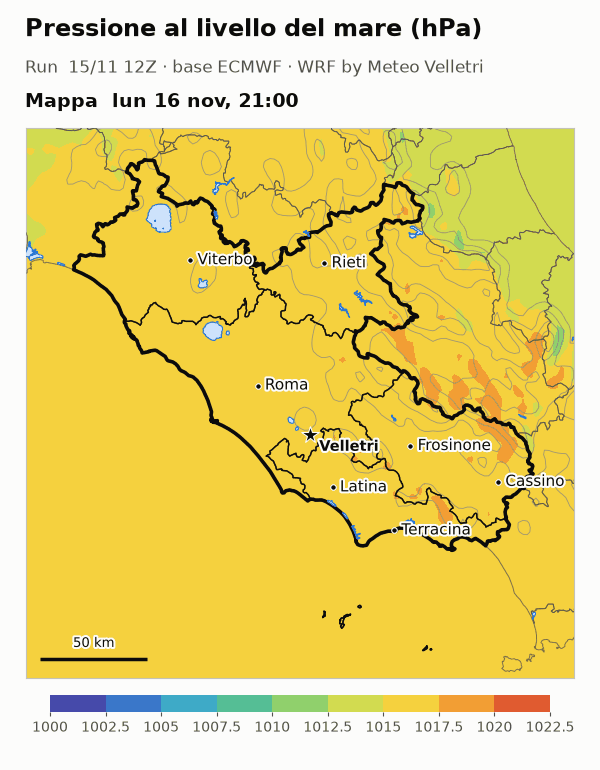 Pressione al livello del mare (hPa)
Run  15/11 12Z · base ECMWF · WRF by Meteo Velletri
Mappa  lun 16 nov, 21:00
Viterbo
Rieti
Roma
Velletri
Frosinone
Cassino
Latina
Terracina
50 km
1000 1002.5 1005 1007.5 1010 1012.5 1015 1017.5 1020 1022.5